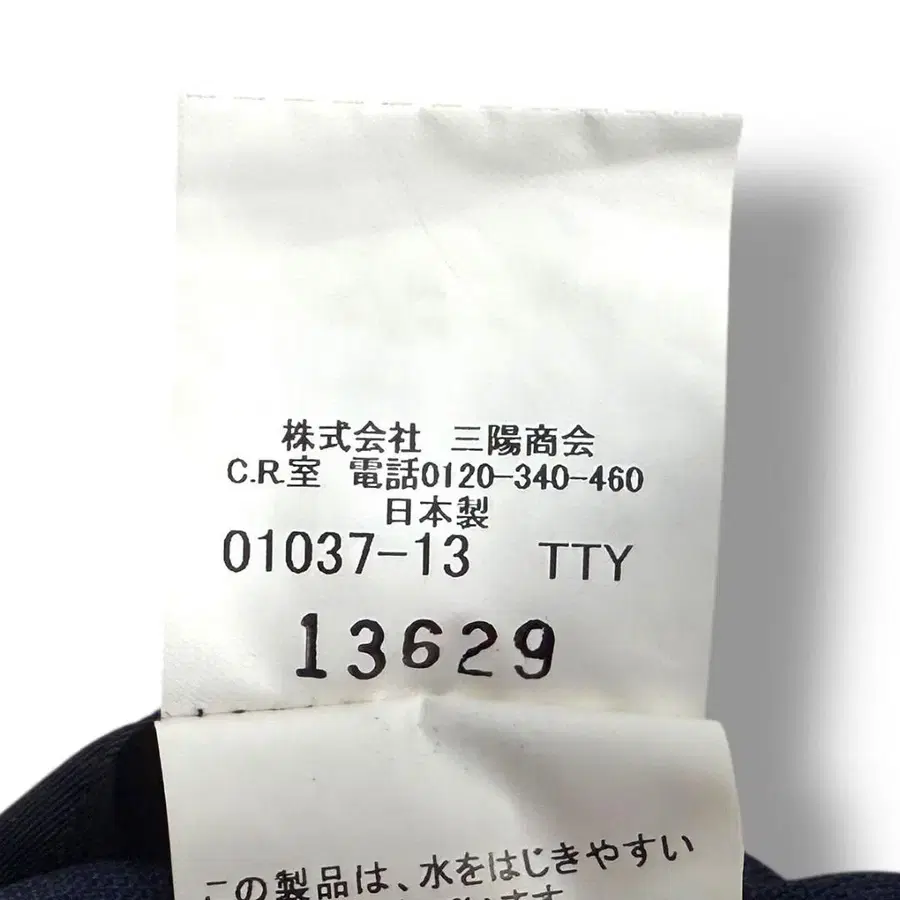 株式会社 三陽商会
C.R.室 電話0120-340-460
日本製
01037-13 TTY
13629
この製品は、水をはじきやすい